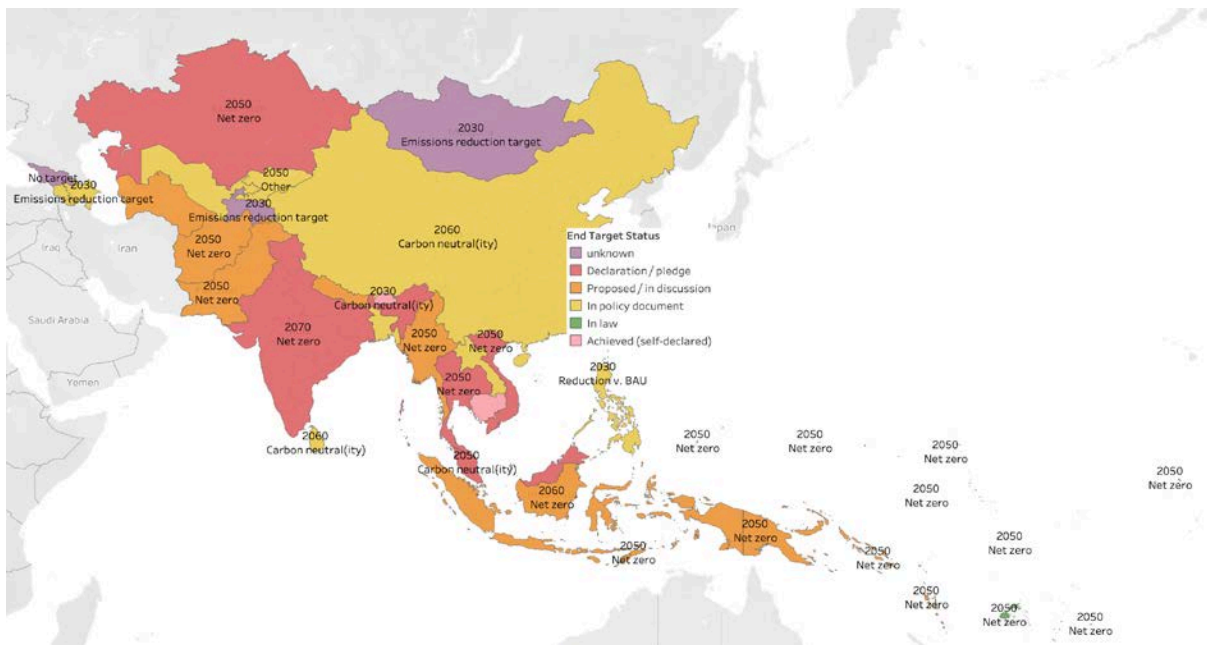 2050
Net zero
2030
Emissions reduction target
No target
2030
Emissions reduction target
2050
Other
2030
Emissions reduction target
2060
Carbon neutral(ity)
2050
Net zero
2050
Net zero
2070
Net zero
2030
Carbon neutral(ity)
2050
Net zero
2050
Net zero
2050
Net zero
2030
Reduction v. BAU
2060
Carbon neutral(ity)
2050
Carbon neutral(ity)
2060
Net zero
2050
Net zero
2050
Net zero
2050
Net zero
2050
Net zero
2050
Net zero
2050
Net zero
2050
Net zero
2050
Net zero
2050
Net zero
2050
Net zero
2050
Net zero
2050
Net zero
End Target Status
unknown
Declaration / pledge
Proposed / in discussion
In policy document
In law
Achieved (self-declared)
Iraq
Iran
Saudi Arabia
Yemen